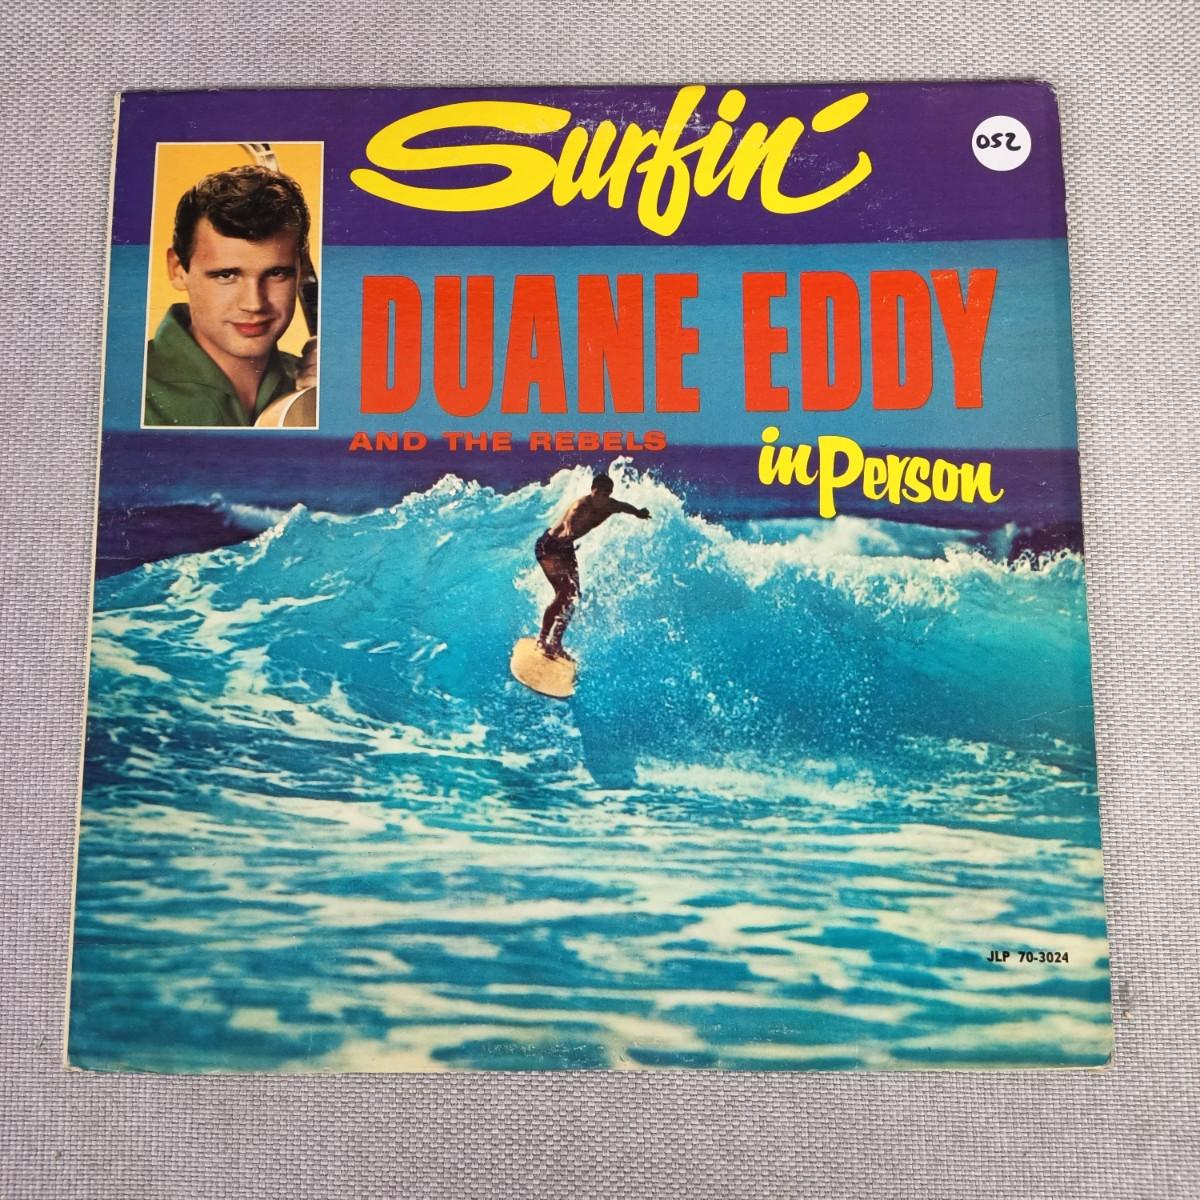 Surfin'
052
DUANE EDDY
AND THE REBELS
in Person
JLP 70-3024